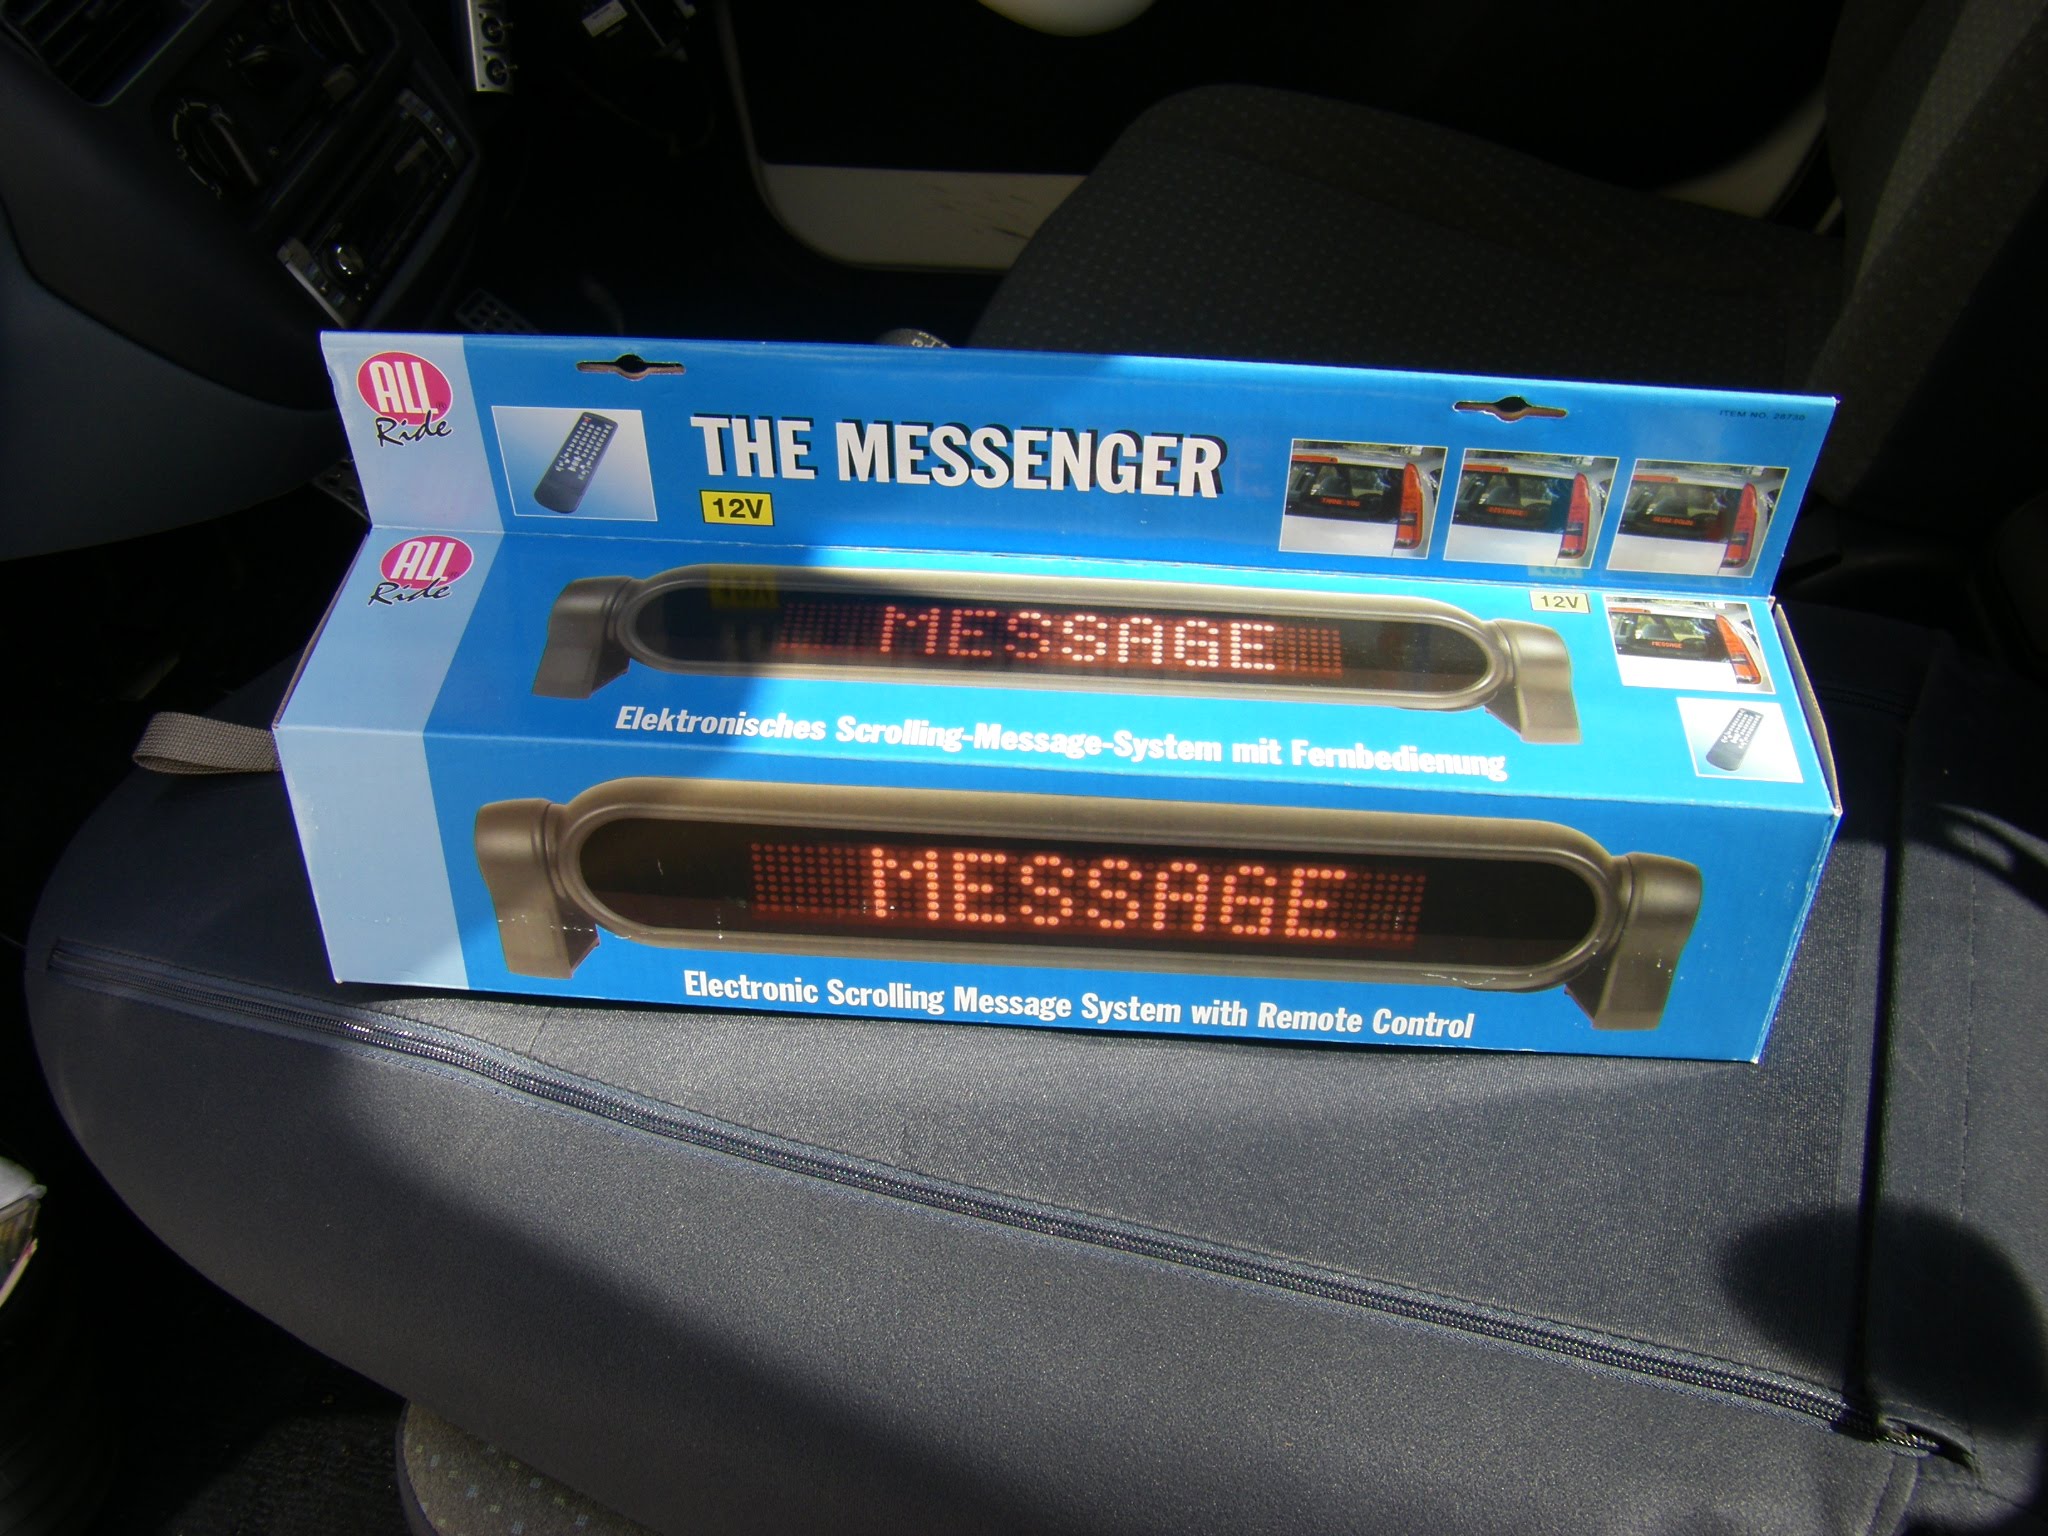 ALL
Ride
THE MESSENGER
12V
ITEM NO. 28730
ALL
Ride
MESSAGE
12V
MESSAGE
Elektronisches Scrolling-Message-System mit Fernbedienung
MESSAGE
Electronic Scrolling Message System with Remote Control